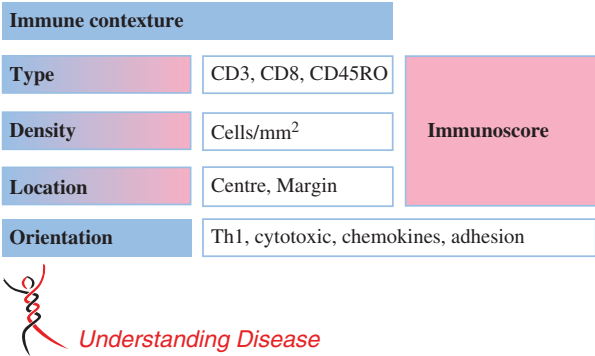 Immune contexture
Type CD3, CD8, CD45RO
Density Cells/mm² Immunoscore
Location Centre, Margin
Orientation Th1, cytotoxic, chemokines, adhesion
Understanding Disease